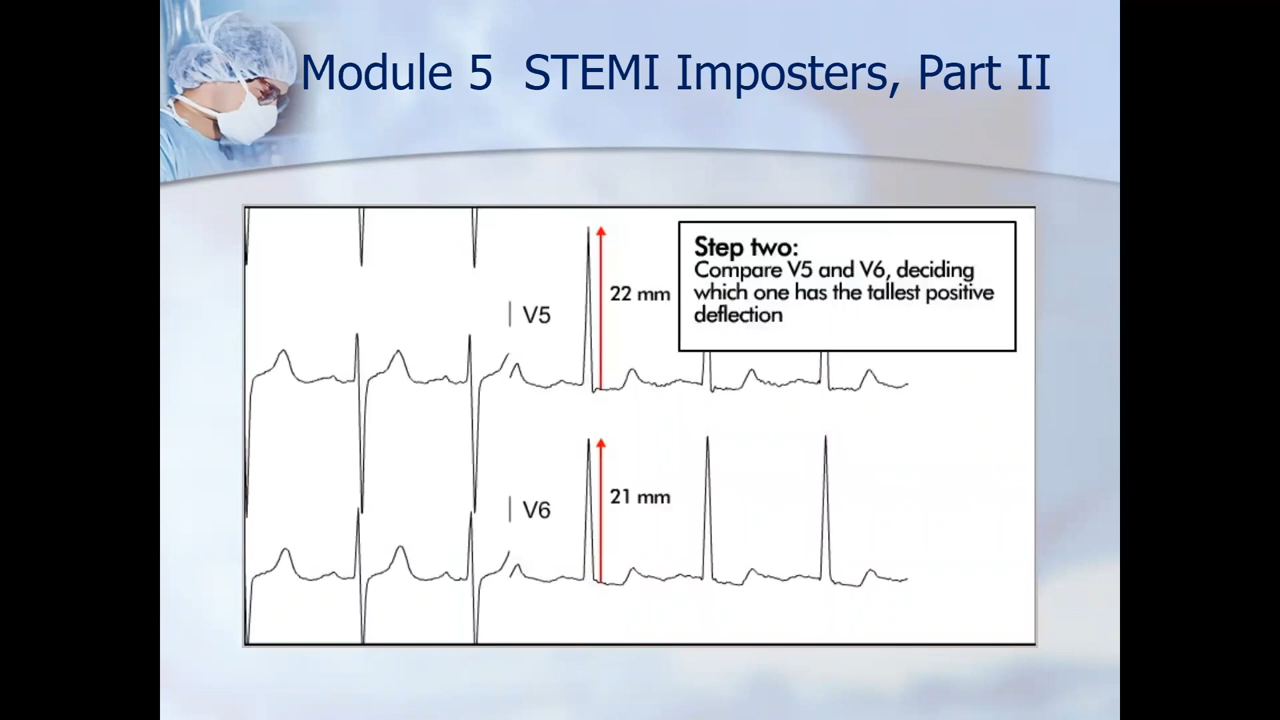 Module 5 STEMI Imposters, Part II
Step two:
Compare V5 and V6, deciding
which one has the tallest positive
deflection
22 mm
V5
21 mm
V6